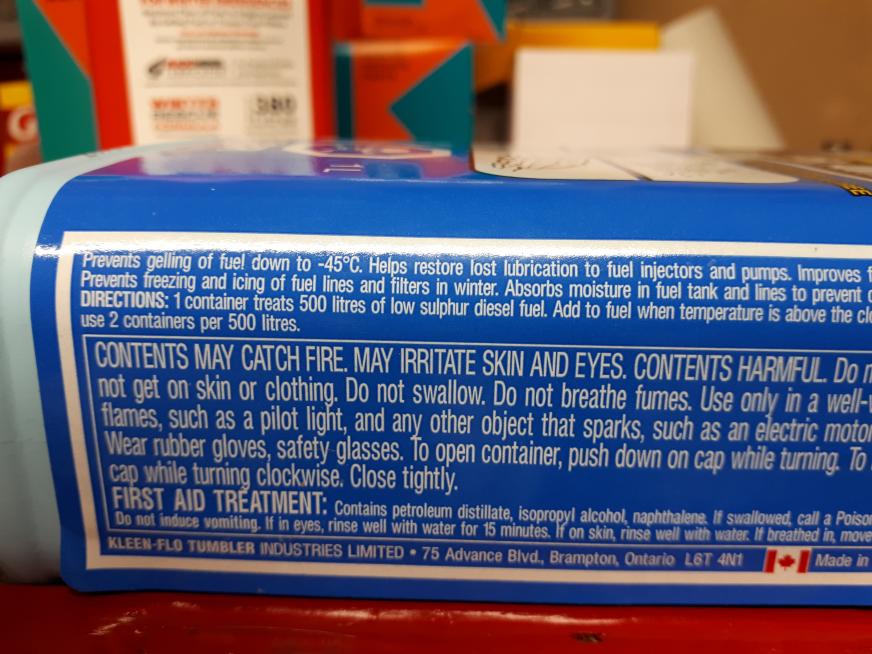 380
G
1L
Prevents gelling of fuel down to -45°C. Helps restore lost lubrication to fuel injectors and pumps. Improves
Prevents freezing and icing of fuel lines and filters in winter. Absorbs moisture in fuel tank and lines to prevent
DIRECTIONS: 1 container treats 500 litres of low sulphur diesel fuel. Add to fuel when temperature is above the
use 2 containers per 500 litres.
CONTENTS MAY CATCH FIRE. MAY IRRITATE SKIN AND EYES. CONTENTS HARMFUL. Do
not get on skin or clothing. Do not swallow. Do not breathe fumes. Use only in a well-
flames, such as a pilot light, and any other object that sparks, such as an electric motor
Wear rubber gloves, safety glasses. To open container, push down on cap while turning. To
cap while turning clockwise. Close tightly.
FIRST AID TREATMENT: Contains petroleum distillate, isopropyl alcohol, naphthalene. If swallowed, call a Poison
Do not induce vomiting. If in eyes, rinse well with water for 15 minutes. If on skin, rinse well with water. If breathed in, move
KLEEN-FLO TUMBLER INDUSTRIES LIMITED • 75 Advance Blvd., Brampton, Ontario L6T 4N1 Made in